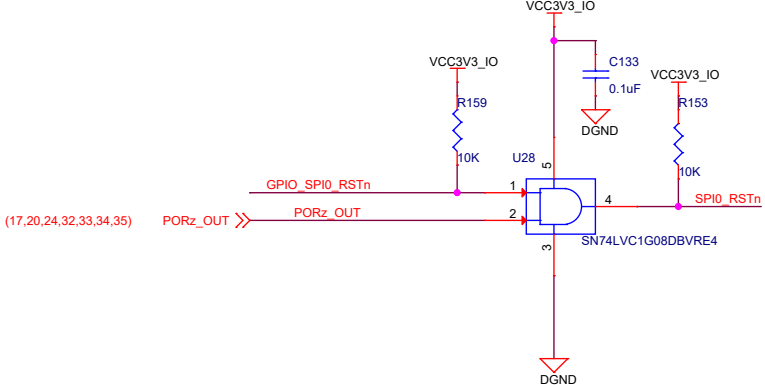 VCC3V3_IO
VCC3V3_IO
C133
VCC3V3_IO
0.1uF
R159
R153
DGND
10K
U28
5
10K
GPIO_SPI0_RSTn
1
4
SPI0_RSTn
(17,20,24,32,33,34,35)
PORz_OUT
PORz_OUT
2
3
SN74LVC1G08DBVRE4
DGND